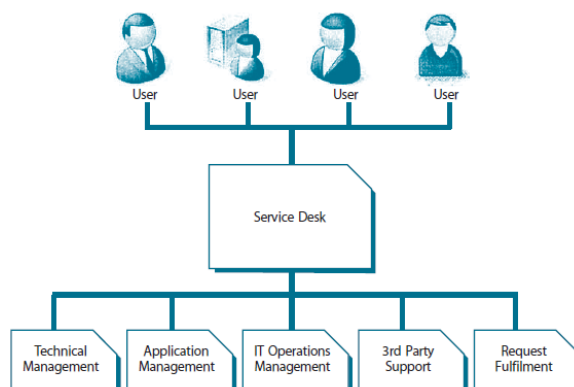 User
User
User
User
Service Desk
Technical
Management
Application
Management
IT Operations
Management
3rd Party
Support
Request
Fulfilment